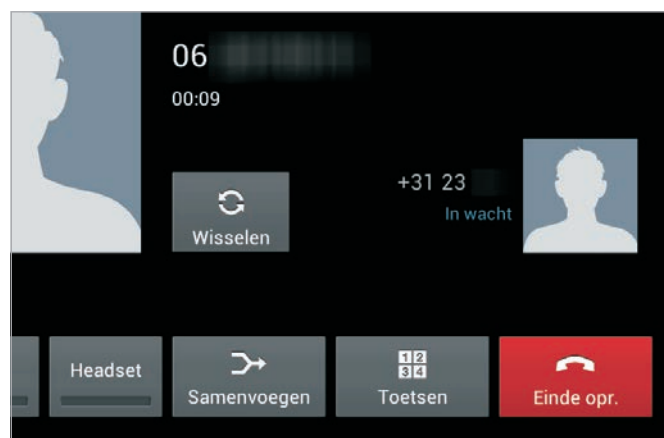 06
00:09
+31 23
In wacht
Wisselen
Headset
Samenvoegen
1 2
3 4
Toetsen
Einde opr.